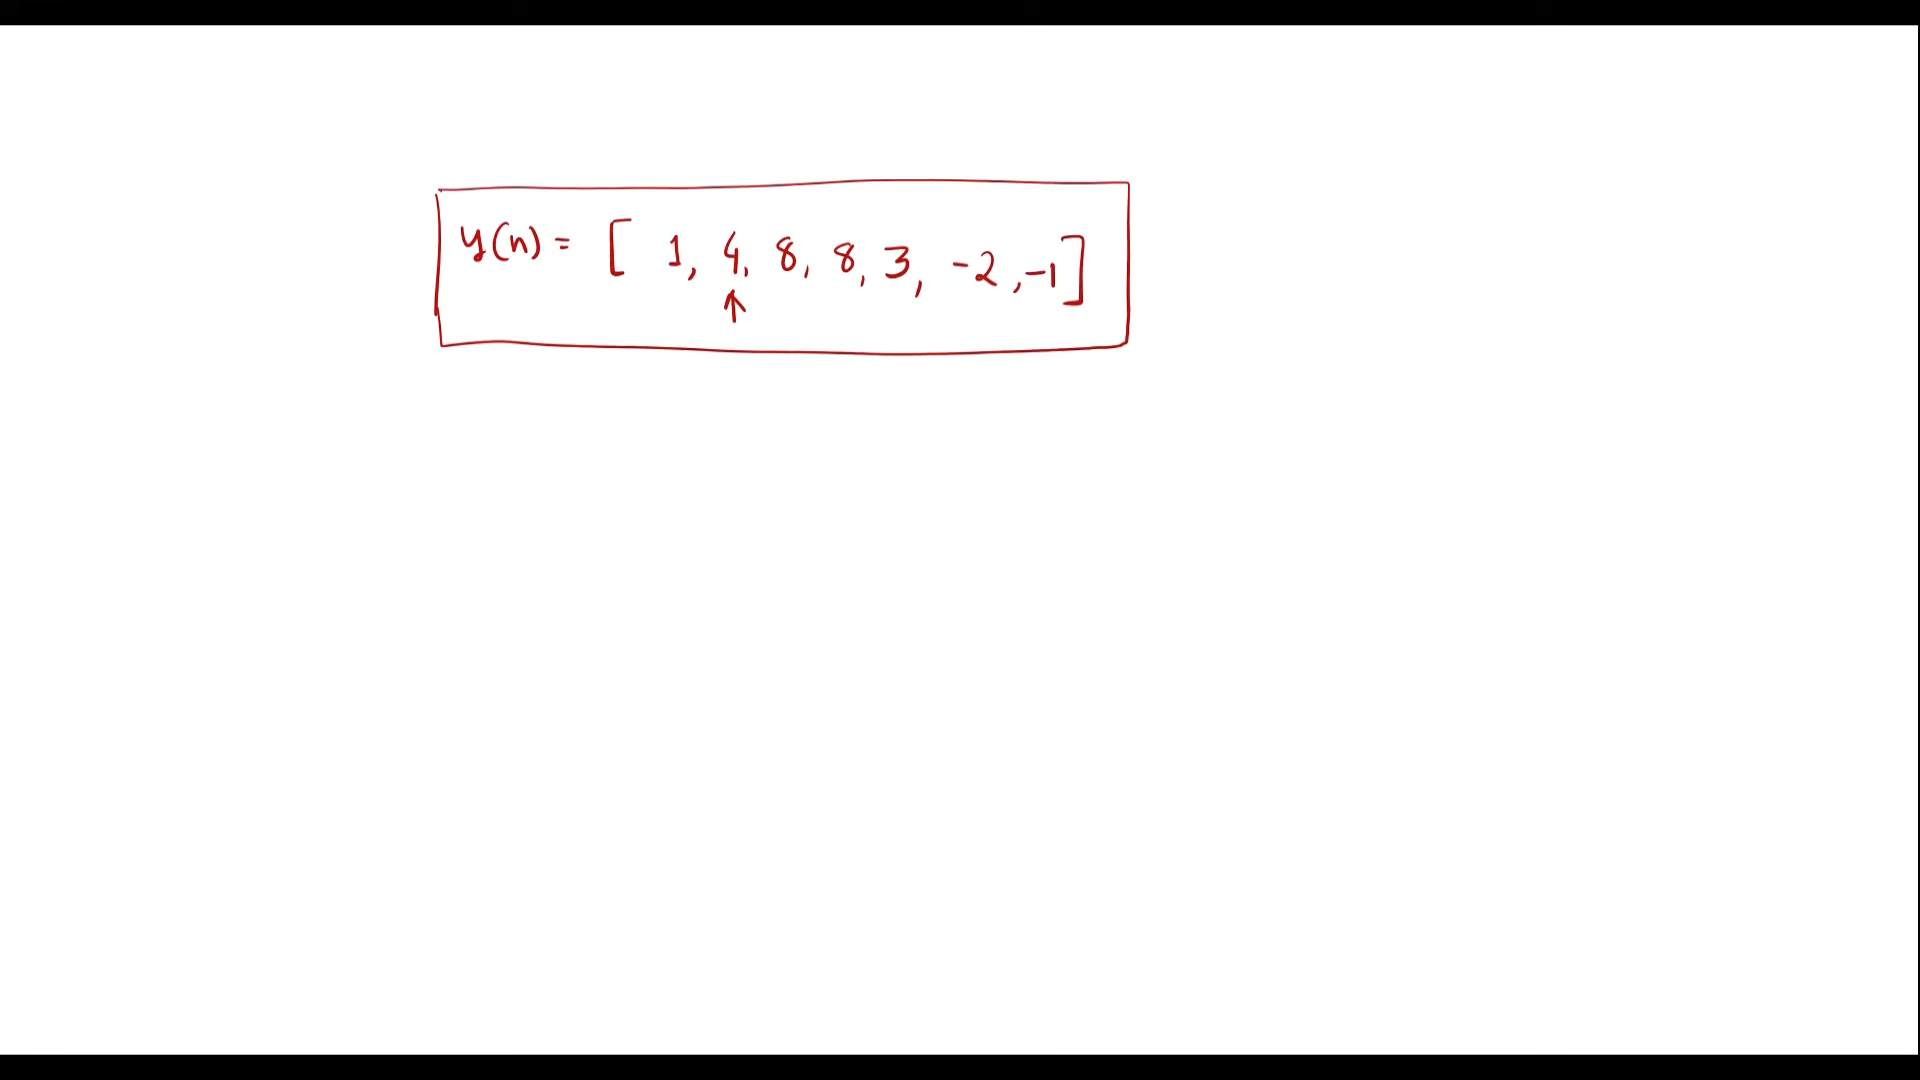 y(n) = [ 1, 4, 8, 8, 3, -2, -1]
↑